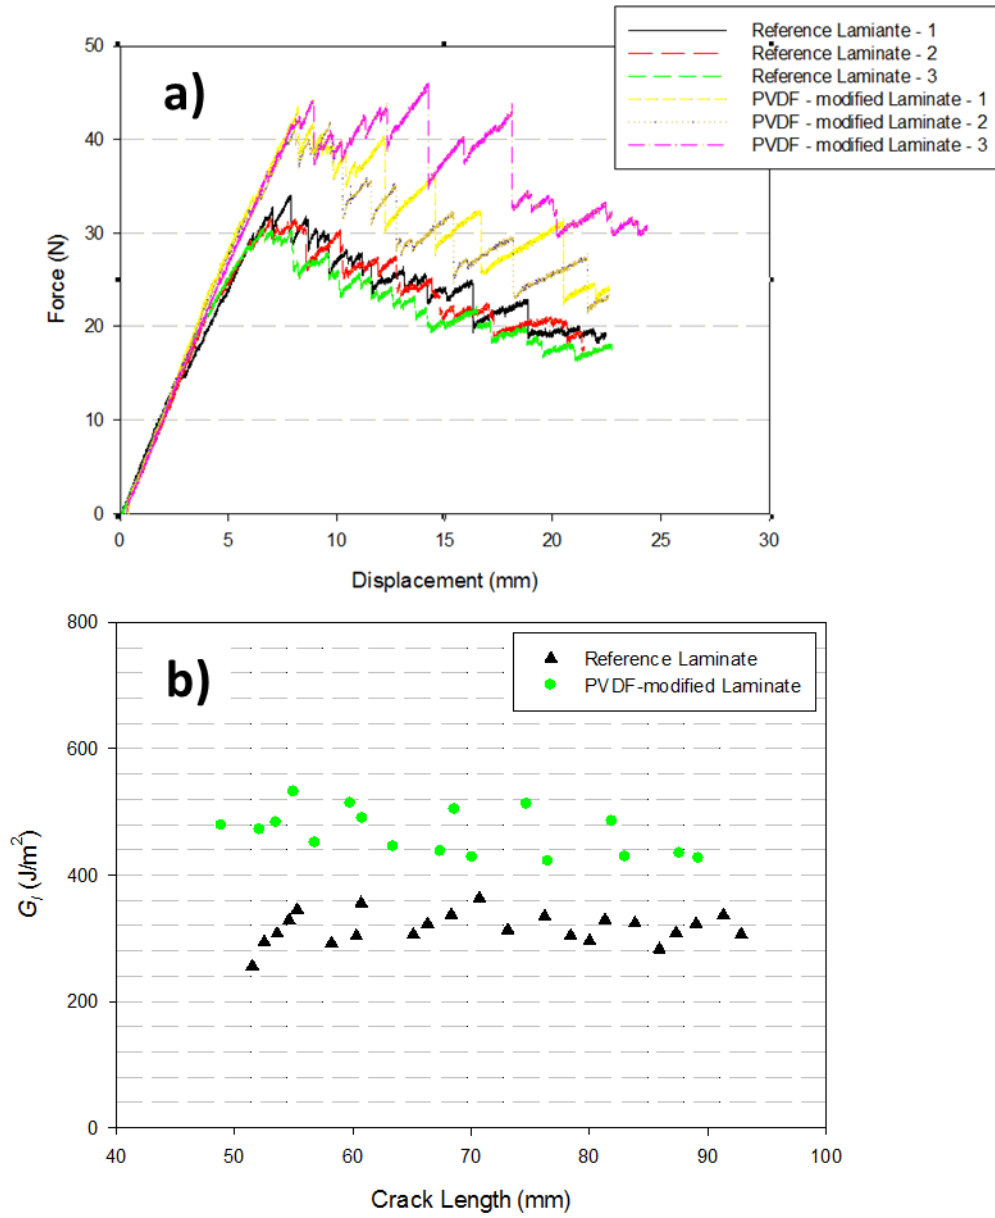 Reference Lamiante - 1
Reference Laminate - 2
Reference Laminate - 3
PVDF - modified Laminate - 1
PVDF - modified Laminate - 2
PVDF - modified Laminate - 3
a)
50
40
30
20
10
0
Force (N)
0 5 10 15 20 25 30
Displacement (mm)
b)
Reference Laminate
PVDF-modified Laminate
800
600
400
200
0
G_I (J/m²)
40 50 60 70 80 90 100
Crack Length (mm)